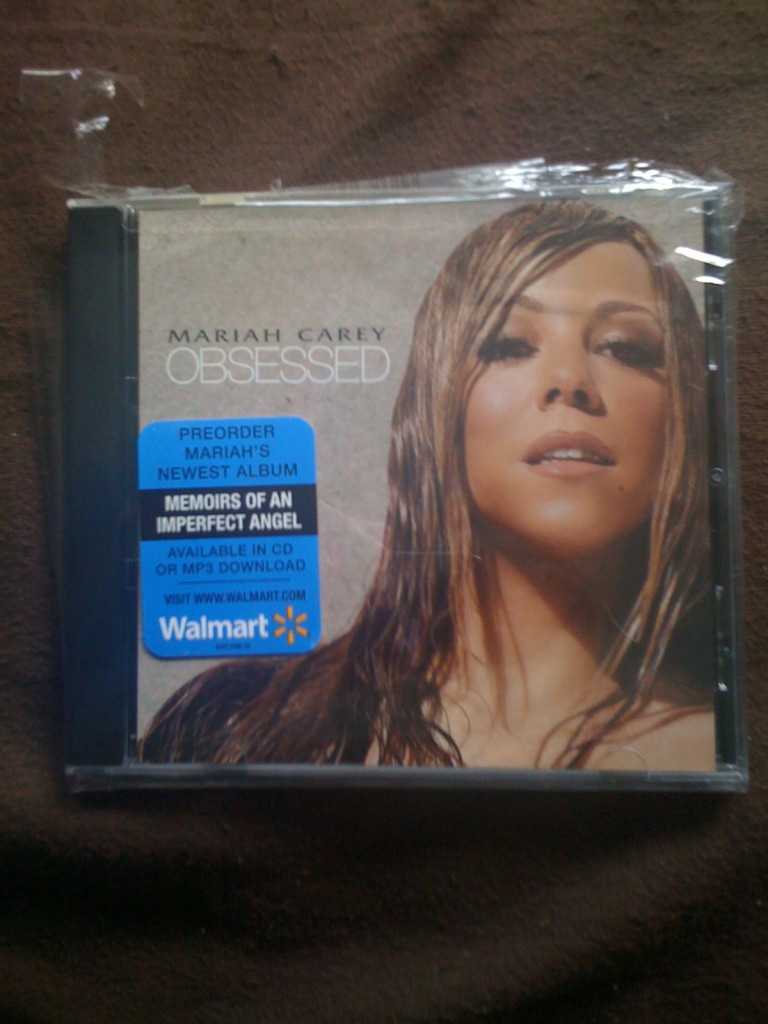 MARIAH CAREY
OBSESSED
PREORDER
MARIAH'S
NEWEST ALBUM
MEMOIRS OF AN
IMPERFECT ANGEL
AVAILABLE IN CD
OR MP3 DOWNLOAD
VISIT WWW.WALMART.COM
Walmart